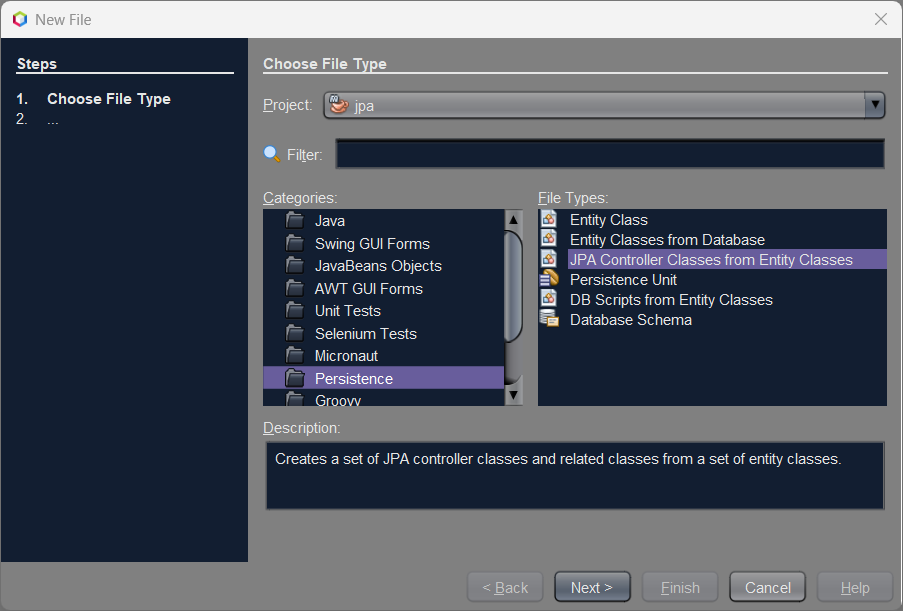 New File
Steps
1. Choose File Type
2. ...
Choose File Type
Project: jpa
Filter:
Categories:
Java
Swing GUI Forms
JavaBeans Objects
AWT GUI Forms
Unit Tests
Selenium Tests
Micronaut
Persistence
Groovy
File Types:
Entity Class
Entity Classes from Database
JPA Controller Classes from Entity Classes
Persistence Unit
DB Scripts from Entity Classes
Database Schema
Description:
Creates a set of JPA controller classes and related classes from a set of entity classes.
< Back Next > Finish Cancel Help